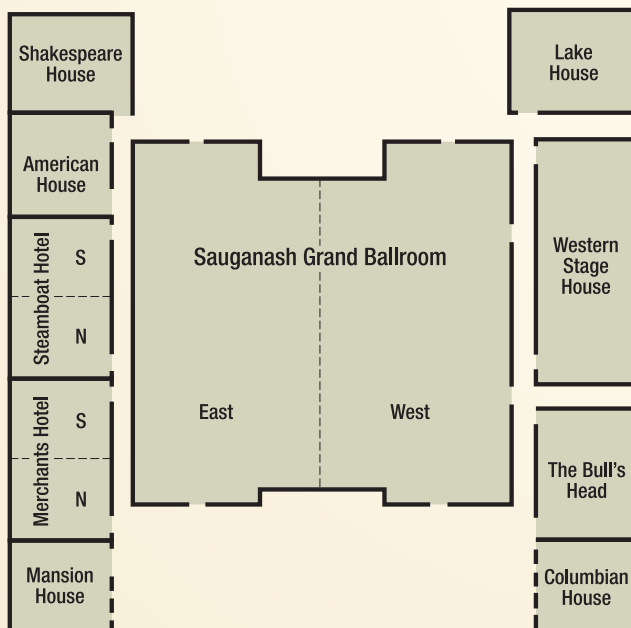 Shakespeare
House
Lake
House
American
House
Sauganash Grand Ballroom
Western
Stage
House
Steamboat Hotel
S
N
East
West
Merchants Hotel
S
N
The Bull's
Head
Mansion
House
Columbian
House